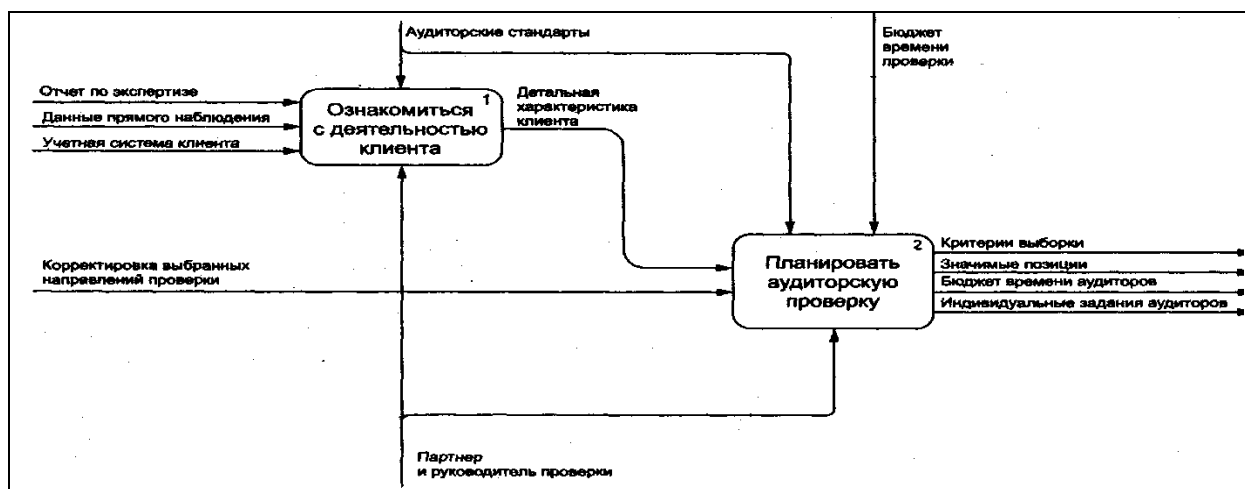 Аудиторские стандарты
Бюджет
времени
проверки
Отчет по экспертизе
Данные прямого наблюдения
Учетная система клиента
1
Ознакомиться
с деятельностью
клиента
Детальная
характеристика
клиента
Корректировка выбранных
направлений проверки
2
Планировать
аудиторскую
проверку
Критерии выборки
Значимые позиции
Бюджет времени аудиторов
Индивидуальные задания аудиторов
Партнер
и руководитель проверки